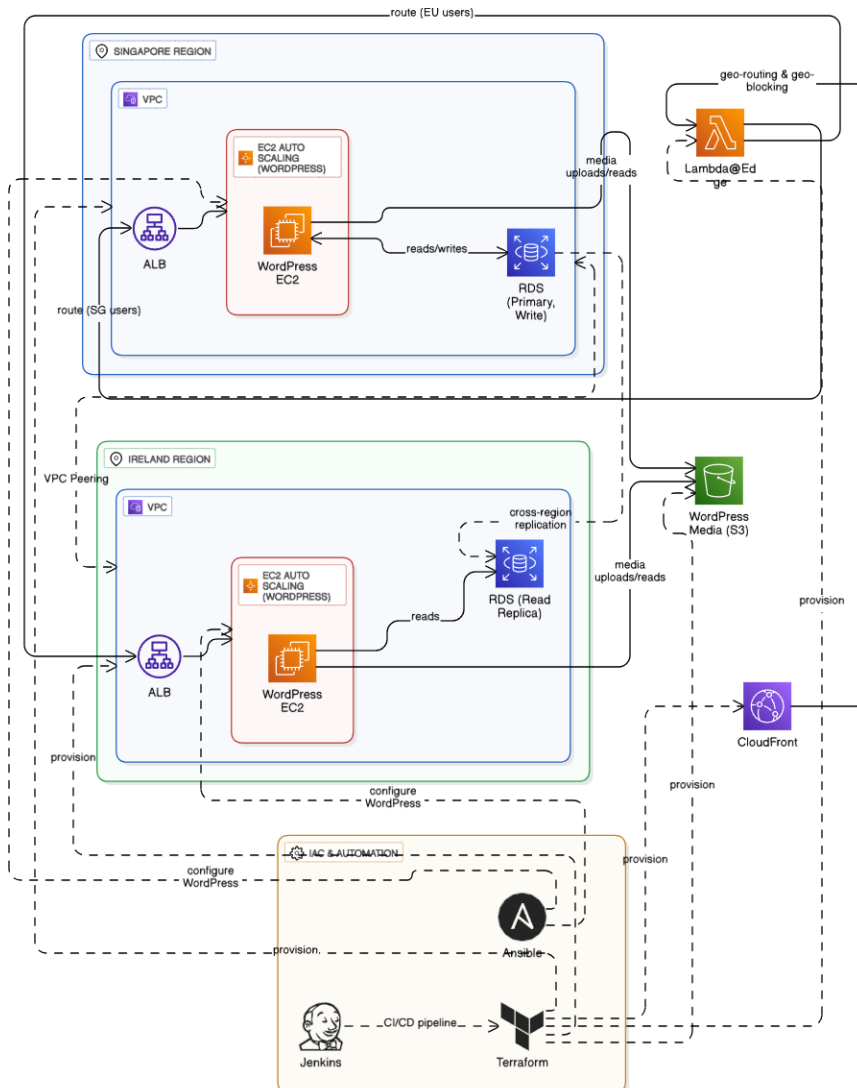 route (EU users)
SINGAPORE REGION
geo-routing & geo-
blocking
VPC
EC2 AUTO
SCALING
(WORDPRESS)
Lambda@Ed
ge
media
uploads/reads
ALB
WordPress
EC2
reads/writes
RDS
(Primary,
Write)
route (SG users)
IRELAND REGION
VPC Peering
VPC
cross-region
replication
WordPress
Media (S3)
EC2 AUTO
SCALING
(WORDPRESS)
RDS (Read
Replica)
media
uploads/reads
provision
reads
ALB
WordPress
EC2
CloudFront
provision
provision
configure
WordPress
IAC & AUTOMATION
provision
configure
WordPress
Ansible
provision
CI/CD pipeline
Jenkins
Terraform